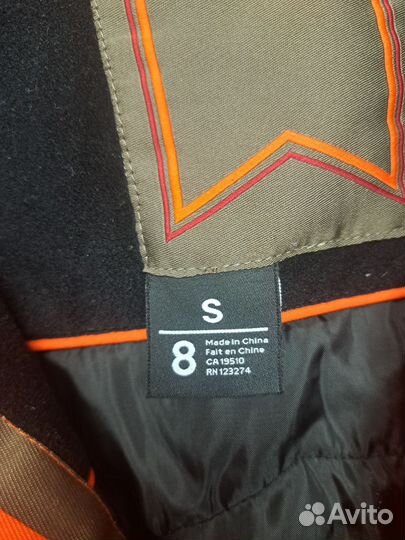 S
8
Made in China
Fait en Chine
CA 19510
RN 123274
Avito